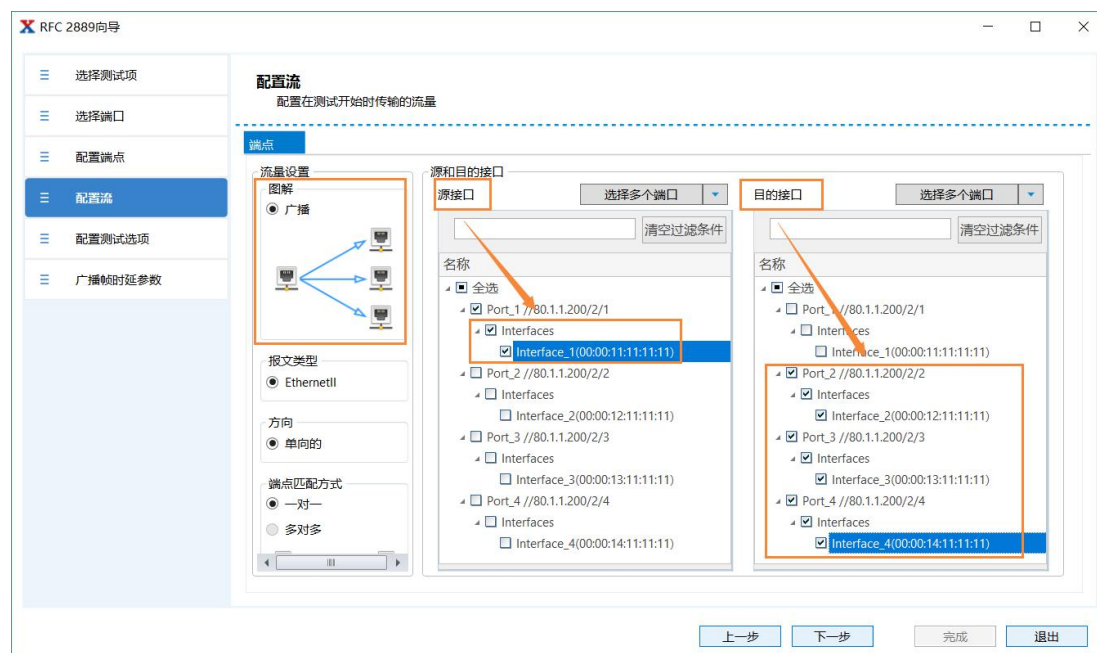 RFC 2889向导
选择测试项
选择端口
配置端点
配置流
配置测试选项
广播帧时延参数
配置流
配置在测试开始时传输的流量
端点
流量设置
图解
广播
报文类型
EthernetII
方向
单向的
端点匹配方式
一对一
多对多
源和目的接口
源接口
选择多个端口
清空过滤条件
名称
全选
Port_1 //80.1.1.200/2/1
Interfaces
Interface_1(00:00:11:11:11:11)
Port_2 //80.1.1.200/2/2
Interfaces
Interface_2(00:00:12:11:11:11)
Port_3 //80.1.1.200/2/3
Interfaces
Interface_3(00:00:13:11:11:11)
Port_4 //80.1.1.200/2/4
Interfaces
Interface_4(00:00:14:11:11:11)
目的接口
选择多个端口
清空过滤条件
名称
全选
Port_1 //80.1.1.200/2/1
Interfaces
Interface_1(00:00:11:11:11:11)
Port_2 //80.1.1.200/2/2
Interfaces
Interface_2(00:00:12:11:11:11)
Port_3 //80.1.1.200/2/3
Interfaces
Interface_3(00:00:13:11:11:11)
Port_4 //80.1.1.200/2/4
Interfaces
Interface_4(00:00:14:11:11:11)
上一步
下一步
完成
退出